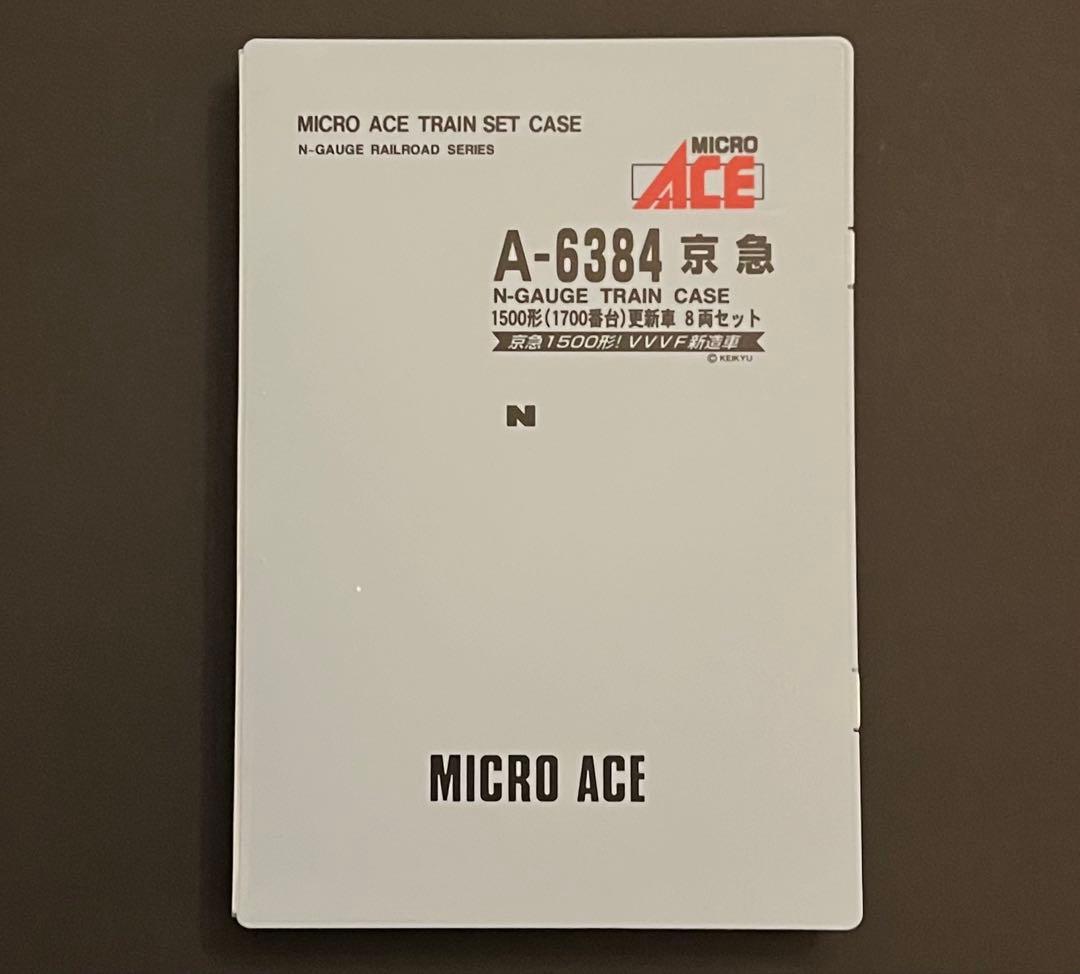 MICRO ACE TRAIN SET CASE
N-GAUGE RAILROAD SERIES
MICRO
ACE
A-6384 京急
N-GAUGE TRAIN CASE
1500形(1700番台)更新車 8両セット
京急1500形! VVVF新造車
© KEIKYU
N
MICRO ACE